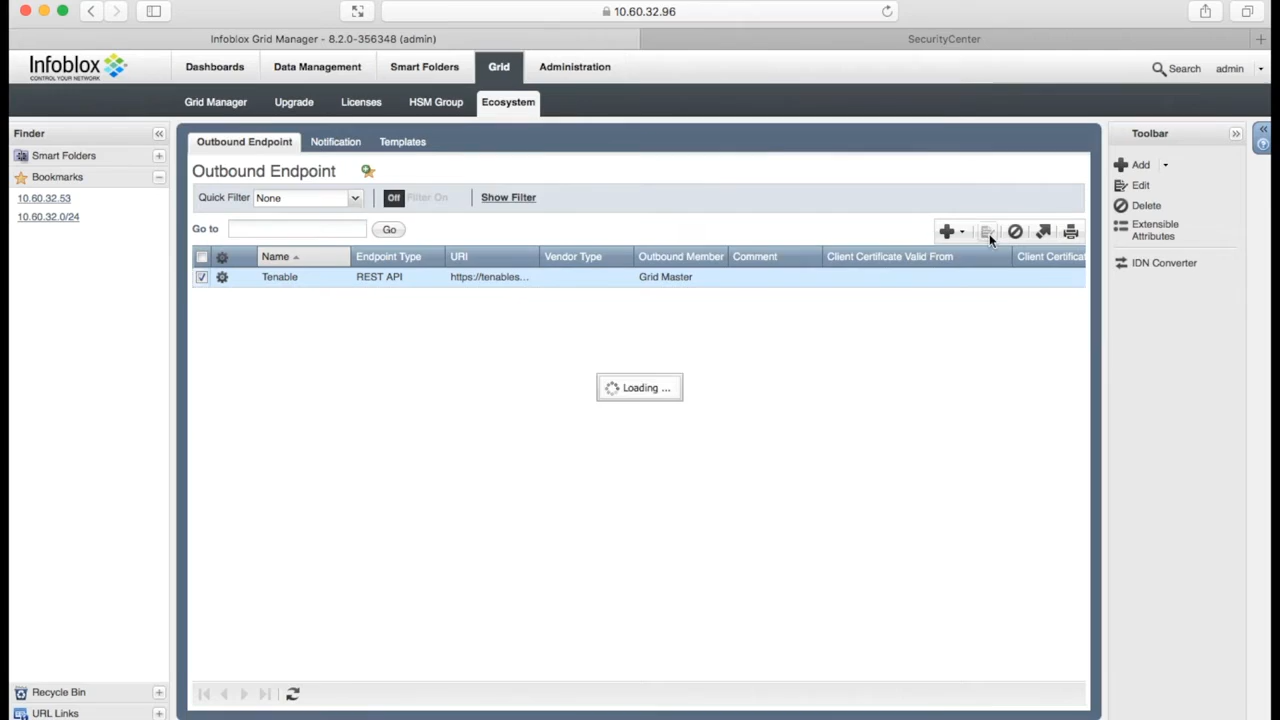 10.60.32.96
Infoblox Grid Manager - 8.2.0-356348 (admin)
SecurityCenter
Infoblox
CONTROL YOUR NETWORK
Dashboards
Data Management
Smart Folders
Grid
Administration
Search
admin
Grid Manager
Upgrade
Licenses
HSM Group
Ecosystem
Finder
Smart Folders
Bookmarks
10.60.32.53
10.60.32.0/24
Recycle Bin
URL Links
Outbound Endpoint
Notification
Templates
Outbound Endpoint
Quick Filter None Off Filter On Show Filter
Go to Go
Name Endpoint Type URI Vendor Type Outbound Member Comment Client Certificate Valid From Client Certificat
Tenable REST API https://tenables... Grid Master
Loading ...
Toolbar
Add
Edit
Delete
Extensible
Attributes
IDN Converter